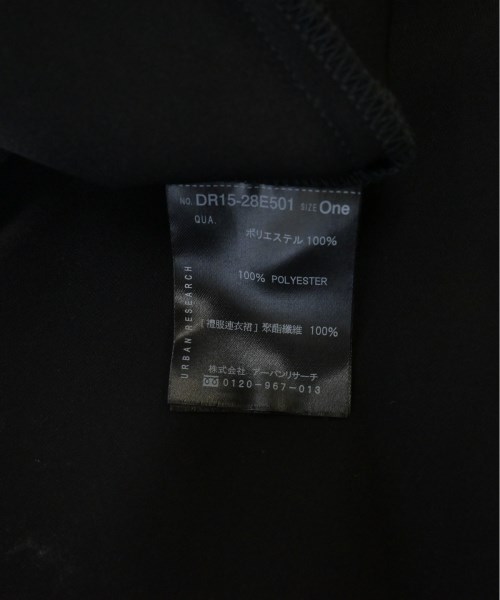 NO. DR15-28E501 SIZE One
QUA.
ポリエステル 100%
100% POLYESTER
[禮服連衣裙] 聚酯纖維 100%
URBAN RESEARCH
株式会社 アーバンリサーチ
0120-967-013